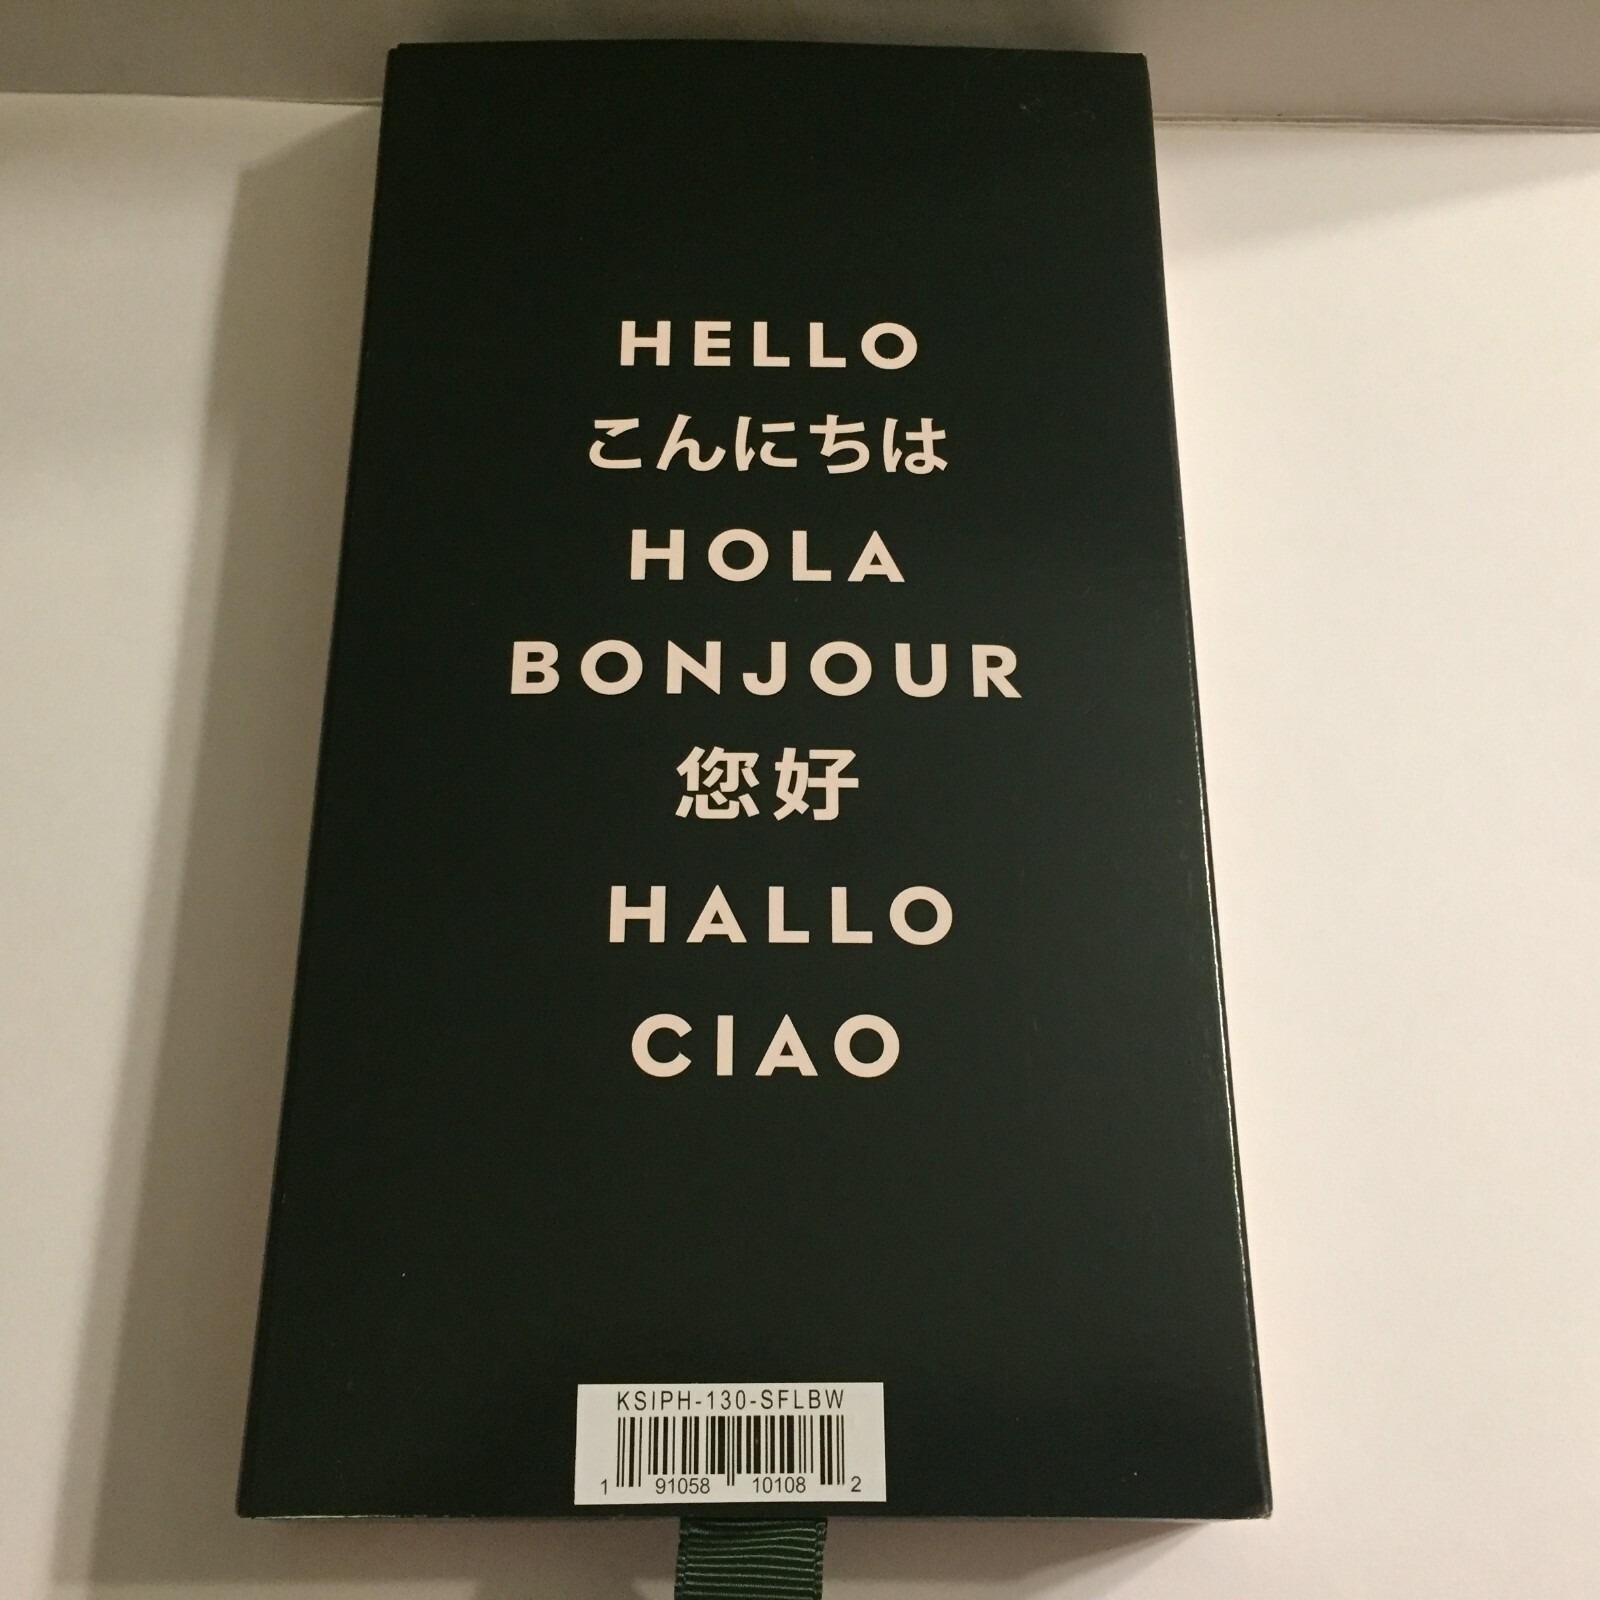 HELLO
こんにちは
HOLA
BONJOUR
您好
HALLO
CIAO
KSIPH-130-SFLBW
1 91058 10108 2